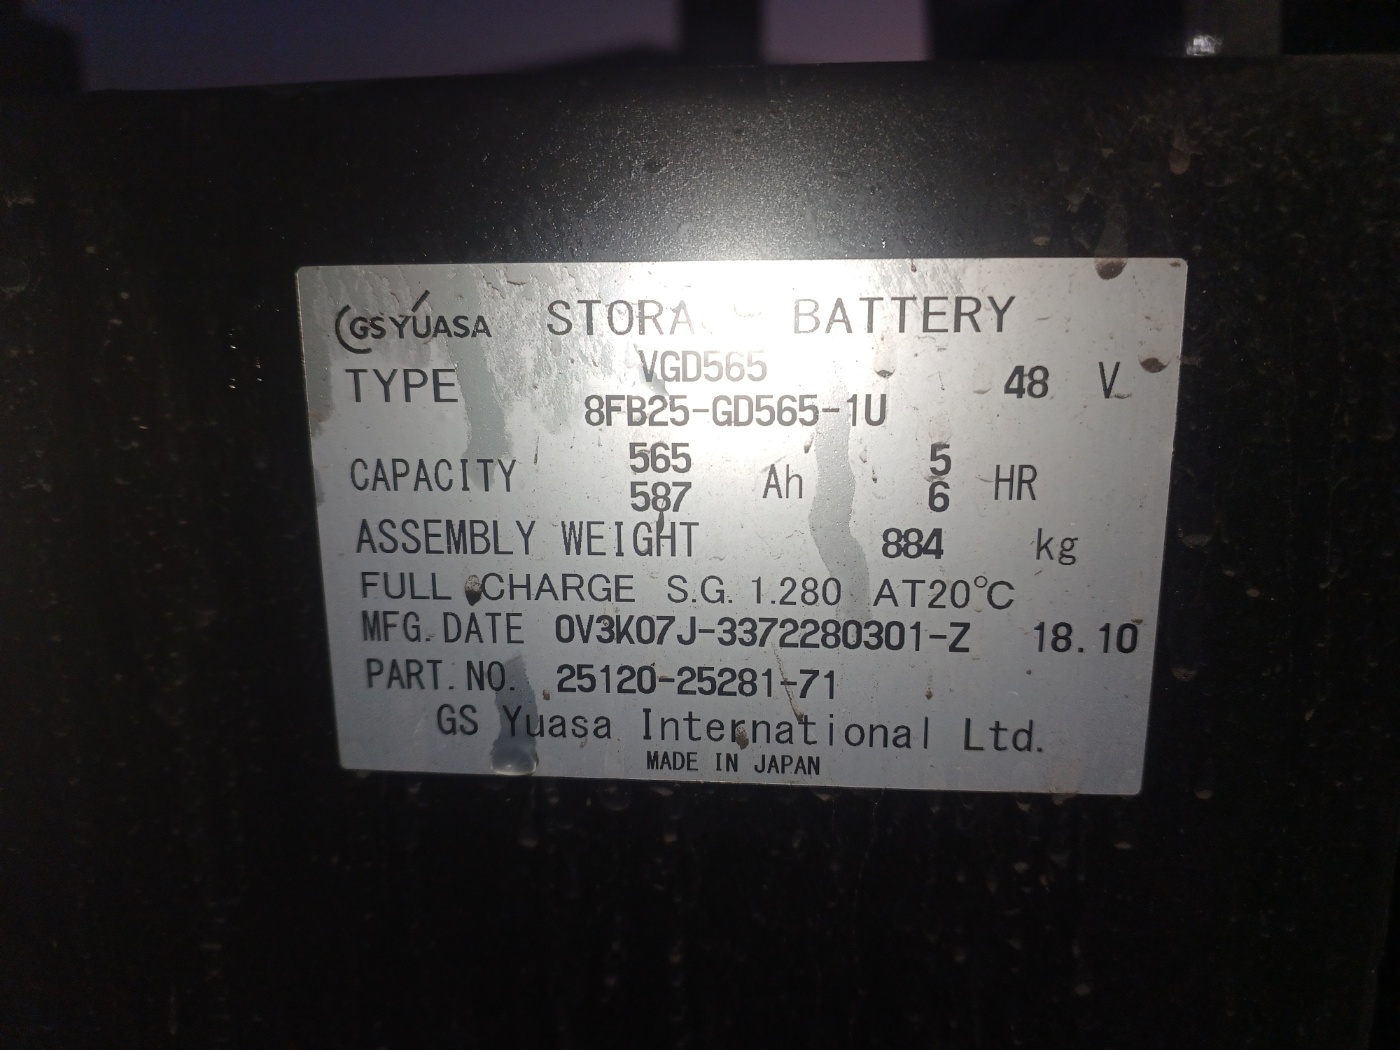 GS YUASA STORA BATTERY
VGD565
TYPE 48 V
8FB25-GD565-1U
565 5
CAPACITY Ah HR
587 6
ASSEMBLY WEIGHT 884 kg
FULL CHARGE S.G. 1.280 AT20°C
MFG. DATE 0V3K07J-3372280301-Z 18.10
PART. NO. 25120-25281-71
GS Yuasa International Ltd.
MADE IN JAPAN